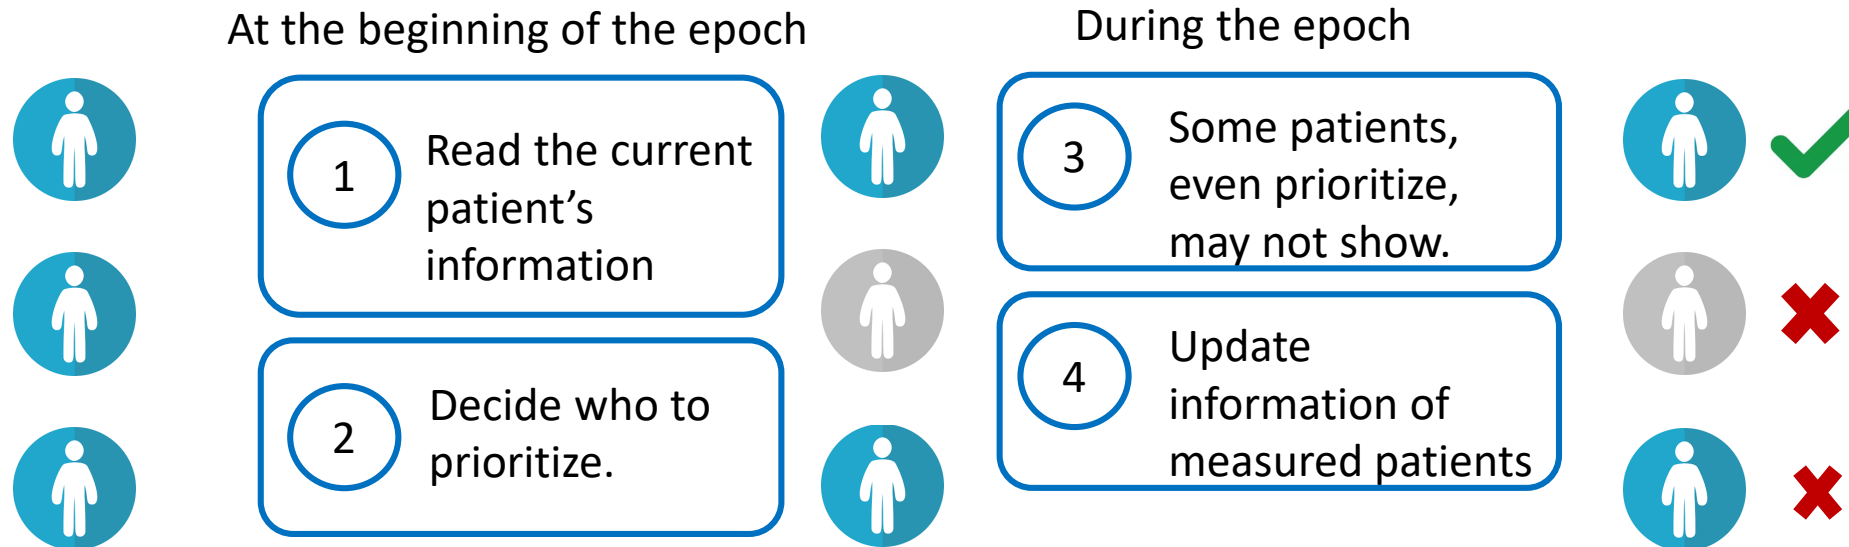 At the beginning of the epoch
1
Read the current
patient’s
information
2
Decide who to
prioritize.
During the epoch
3
Some patients,
even prioritize,
may not show.
4
Update
information of
measured patients